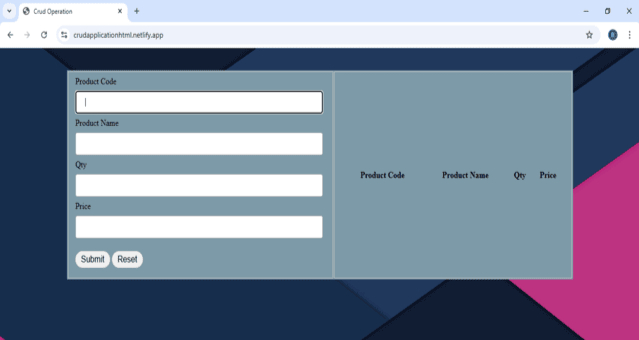 Crud Operation
crudapplicationhtml.netlify.app
Product Code
Product Name
Qty
Price
Submit Reset
Product Code Product Name Qty Price